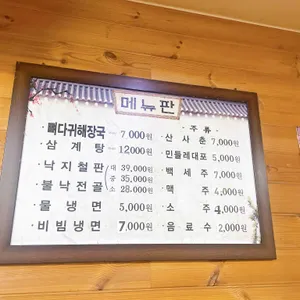 메뉴판
·뼈다귀해장국 7,000원
·삼계탕 12000원
·낙지철판 대 39,000원
중 35,000원
·불낙전골 소 28,000원
·물냉면 5,000원
·비빔냉면 7,000원
·주류·
·산사춘 7,000원
·민들레대포 5,000원
·백세주 7,000원
·맥주 4,000원
·소주 4,000원
·음료수 2,000원